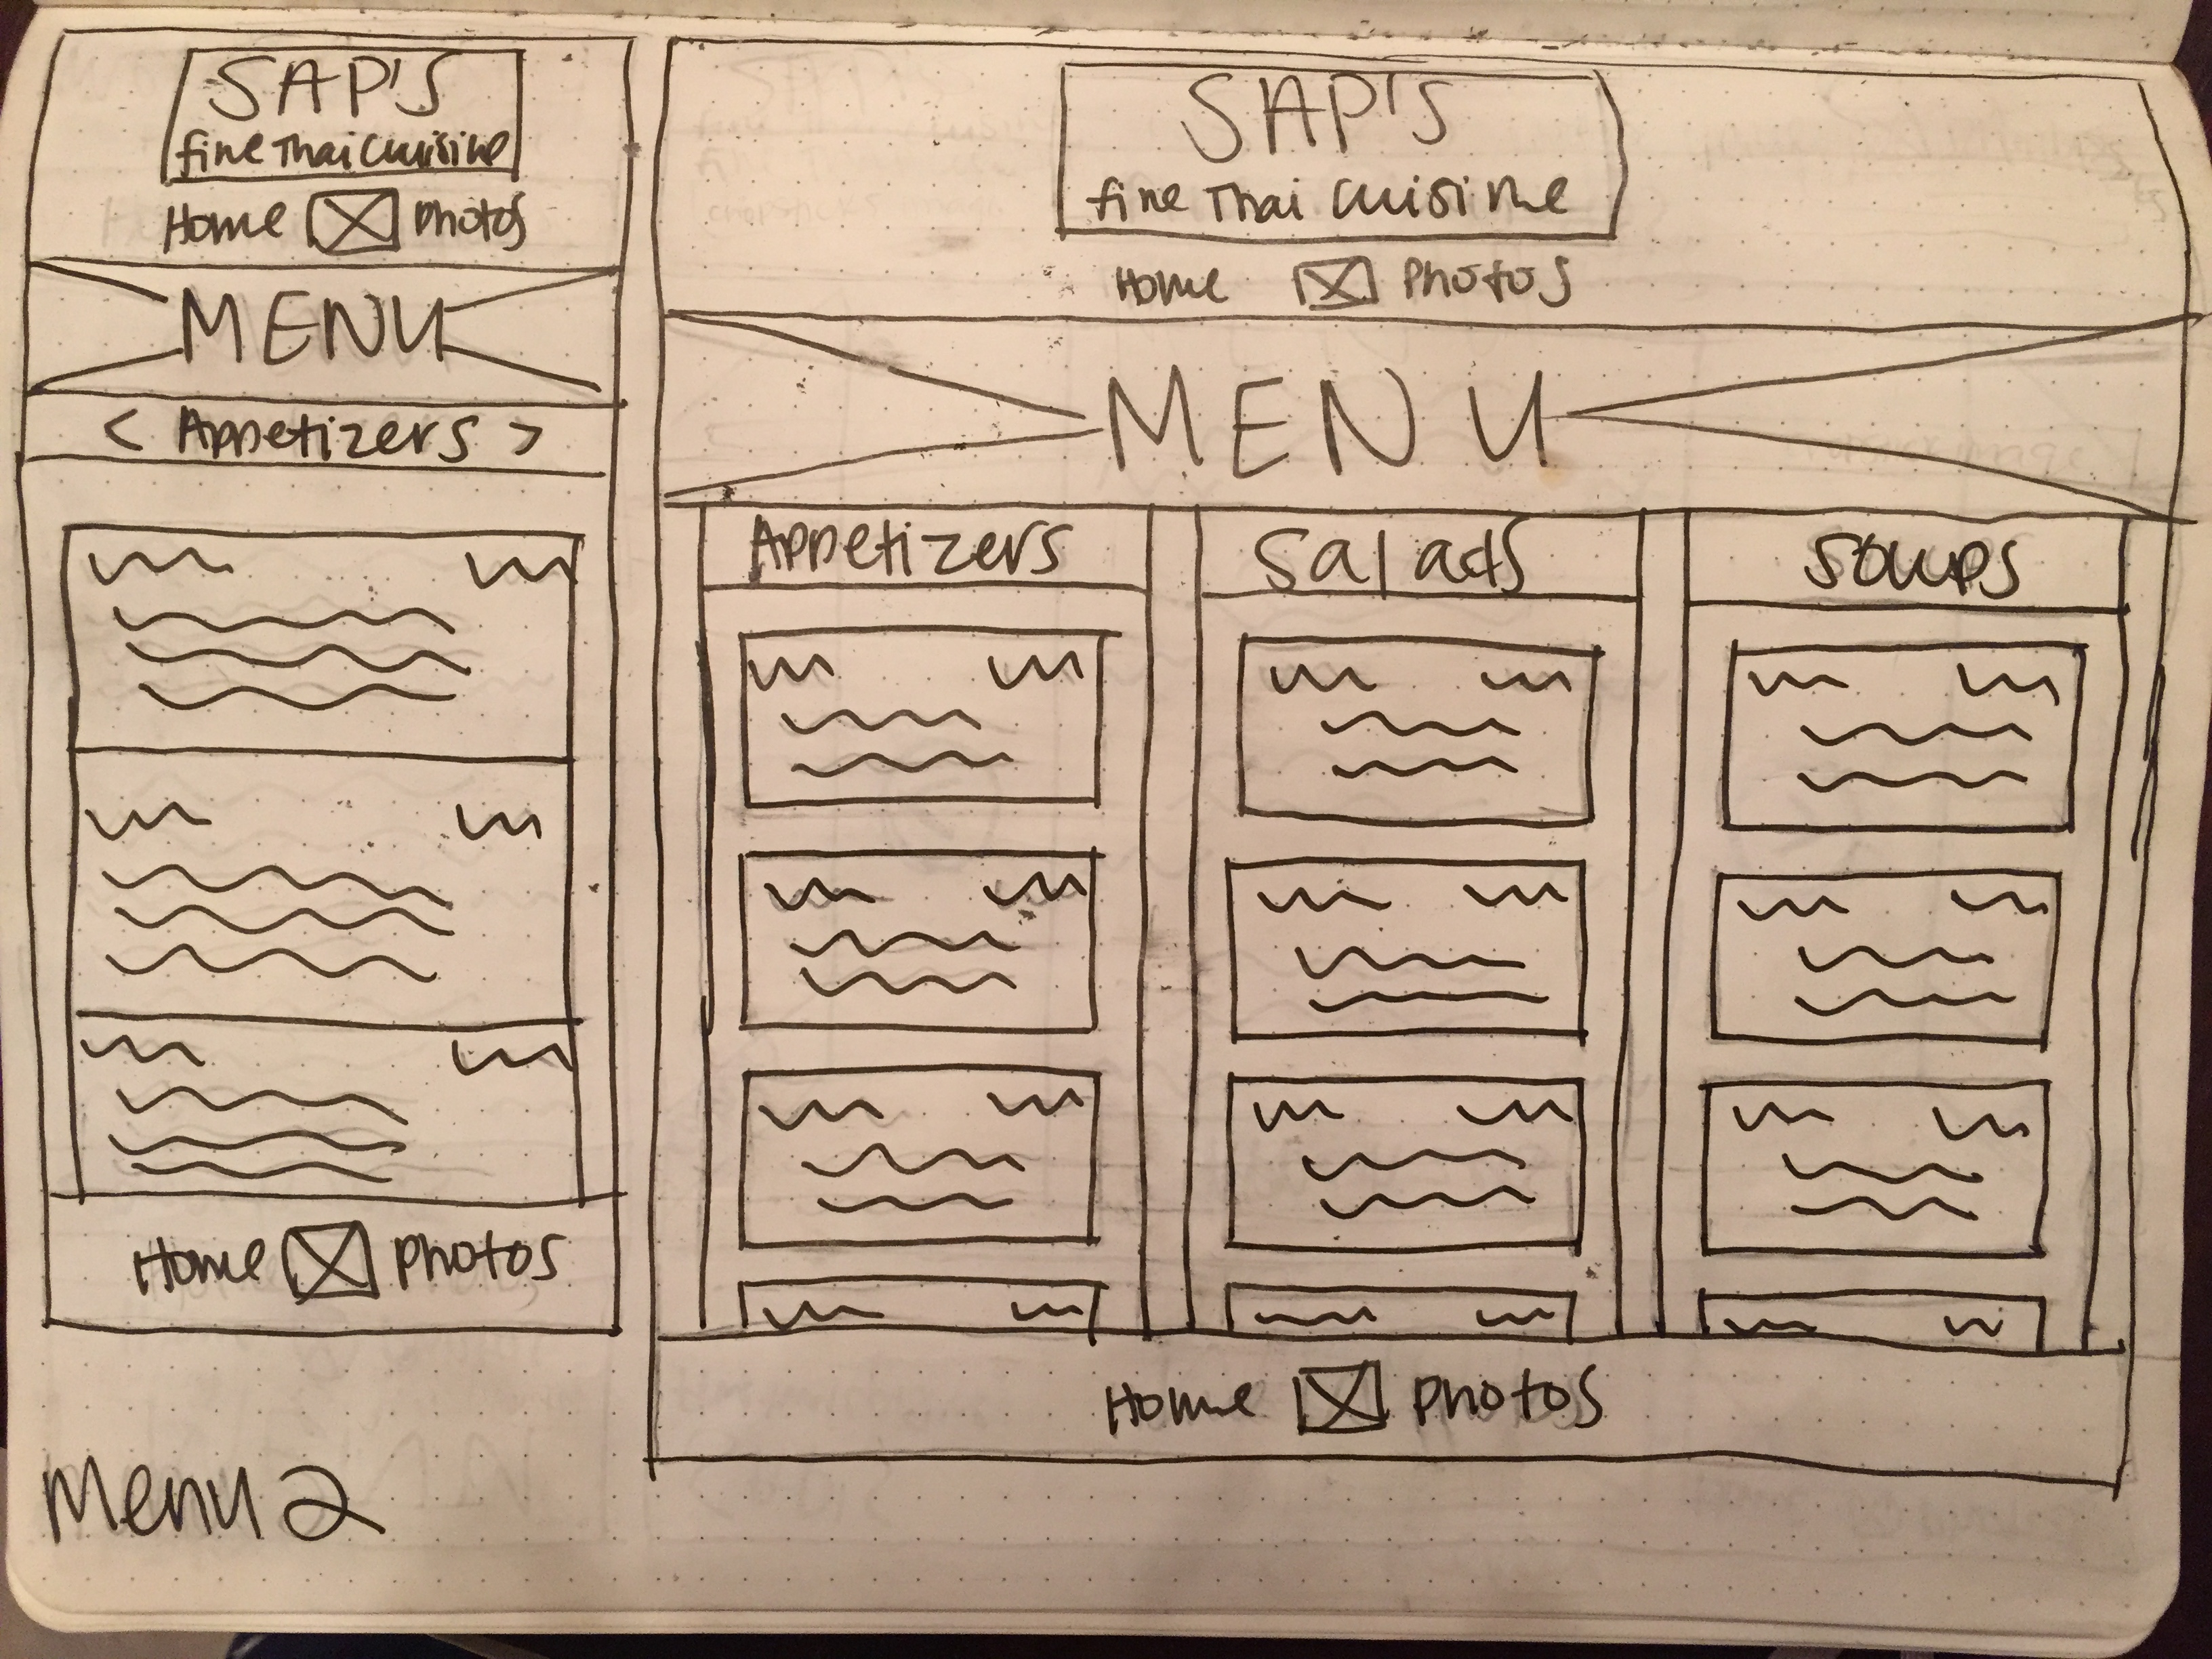 SAP'S
fine Thai Cuisine
Home photos
MENU
< Appetizers >
Home photos
SAP'S
fine Thai Cuisine
Home Photos
MENU
Appetizers Salads Soups
Home photos
Menu 2